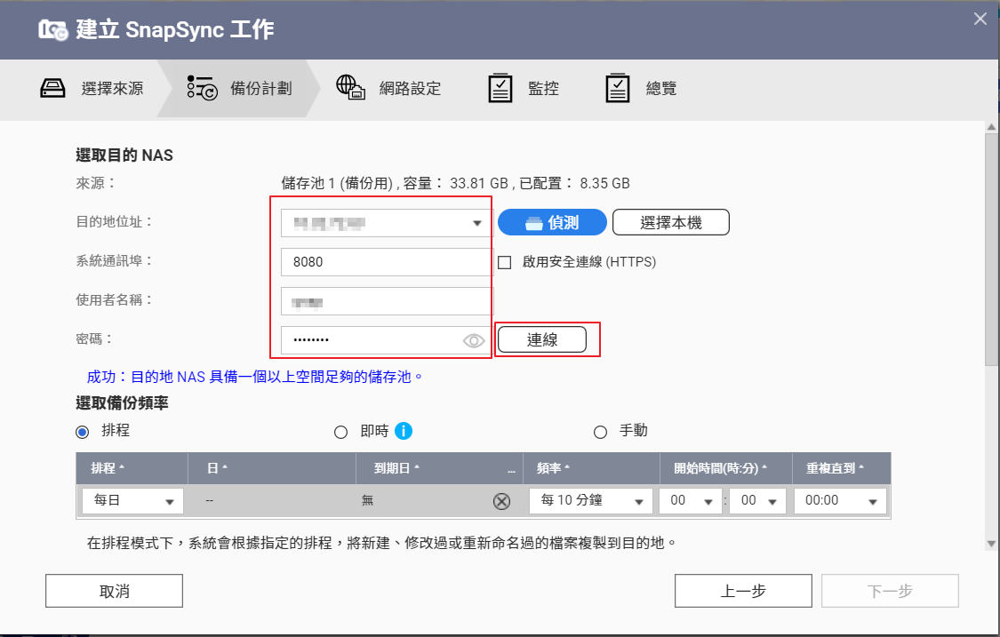 建立 SnapSync 工作
選擇來源 備份計劃 網路設定 監控 總覽
選取目的 NAS
來源： 儲存池 1 (備份用) , 容量： 33.81 GB , 已配置： 8.35 GB
目的地位址： 偵測 選擇本機
系統通訊埠： 8080 啟用安全連線 (HTTPS)
使用者名稱：
密碼： •••••••• 連線
成功：目的地 NAS 具備一個以上空間足夠的儲存池。
選取備份頻率
排程 即時 手動
排程 日 到期日 ... 頻率 開始時間(時:分) 重複直到
每日 -- 無 每 10 分鐘 00 : 00 00:00
在排程模式下，系統會根據指定的排程，將新建、修改過或重新命名過的檔案複製到目的地。
取消 上一步 下一步